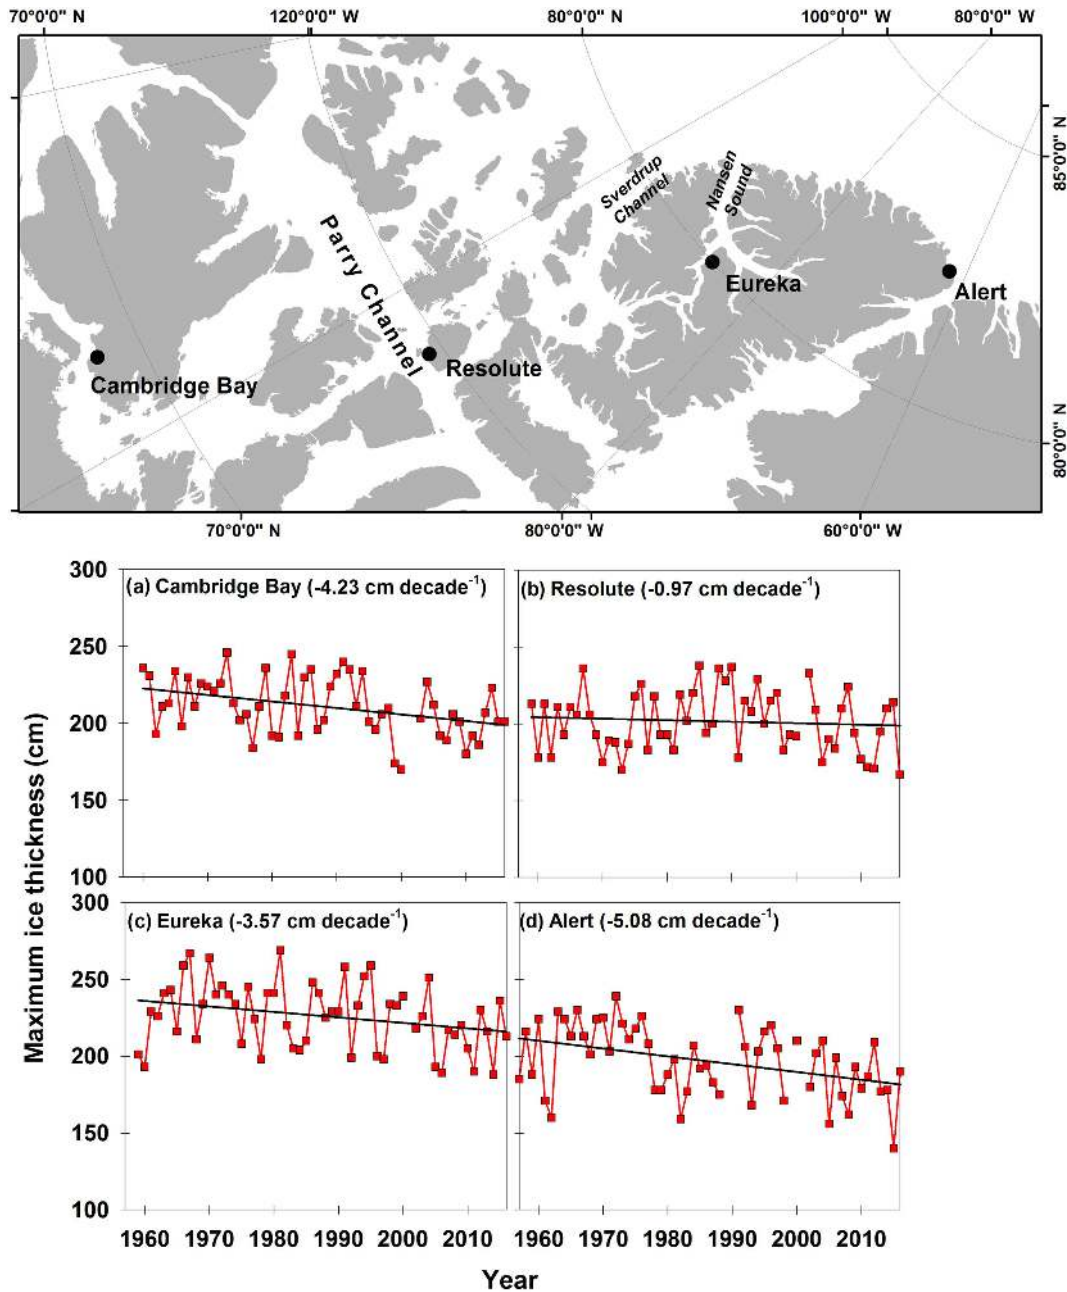 70°0'0" N 120°0'0" W 80°0'0" N 100°0'0" W 80°0'0" W
85°0'0" N
Sverdrup
Channel
Nansen
Sound
Parry Channel
Eureka
Alert
Resolute
Cambridge Bay
80°0'0" N
70°0'0" N 80°0'0" W 60°0'0" W
Maximum ice thickness (cm)
300
250
200
150
100
(a) Cambridge Bay (-4.23 cm decade⁻¹)
(b) Resolute (-0.97 cm decade⁻¹)
300
250
200
150
100
(c) Eureka (-3.57 cm decade⁻¹)
(d) Alert (-5.08 cm decade⁻¹)
1960 1970 1980 1990 2000 2010 1960 1970 1980 1990 2000 2010
Year